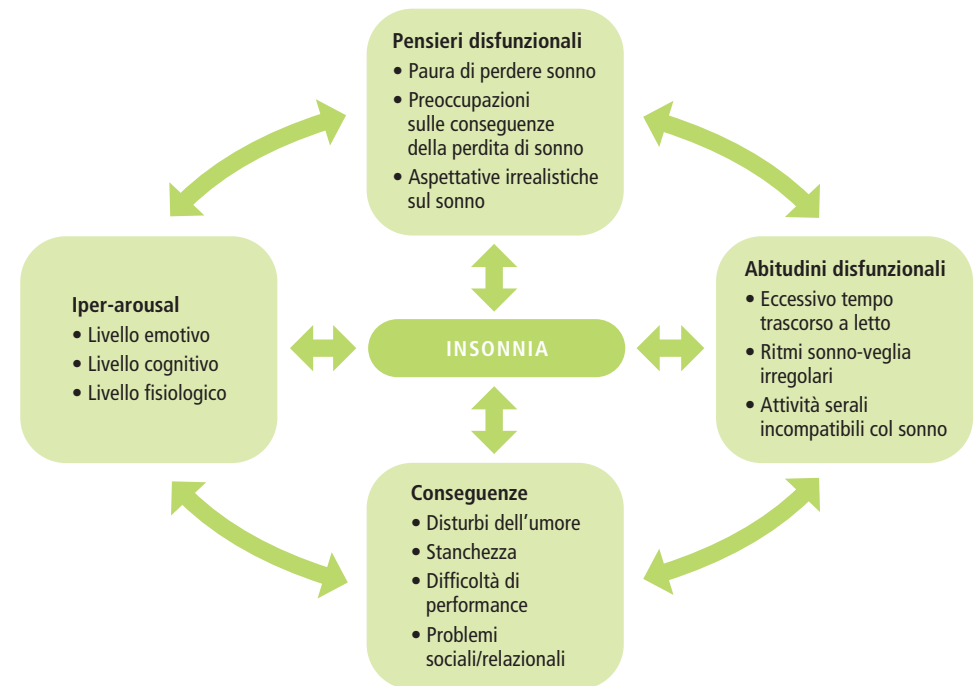 Pensieri disfunzionali
• Paura di perdere sonno
• Preoccupazioni
sulle conseguenze
della perdita di sonno
• Aspettative irrealistiche
sul sonno
Iper-arousal
• Livello emotivo
• Livello cognitivo
• Livello fisiologico
INSONNIA
Abitudini disfunzionali
• Eccessivo tempo
trascorso a letto
• Ritmi sonno-veglia
irregolari
• Attività serali
incompatibili col sonno
Conseguenze
• Disturbi dell'umore
• Stanchezza
• Difficoltà di
performance
• Problemi
sociali/relazionali